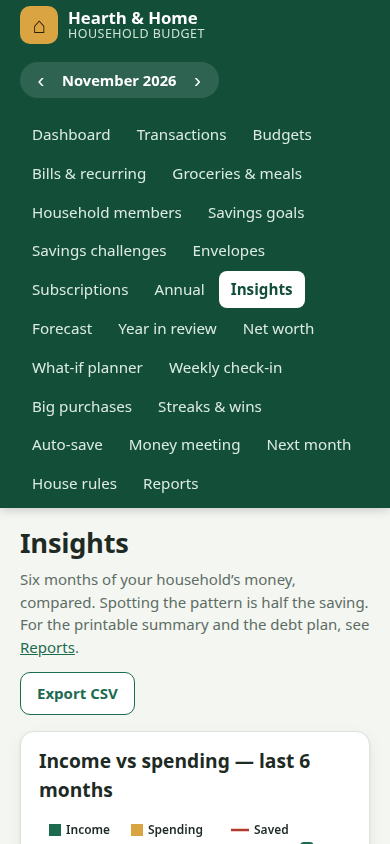 Hearth & Home
HOUSEHOLD BUDGET
‹ November 2026 ›
Dashboard Transactions Budgets
Bills & recurring Groceries & meals
Household members Savings goals
Savings challenges Envelopes
Subscriptions Annual Insights
Forecast Year in review Net worth
What-if planner Weekly check-in
Big purchases Streaks & wins
Auto-save Money meeting Next month
House rules Reports
Insights
Six months of your household’s money,
compared. Spotting the pattern is half the saving.
For the printable summary and the debt plan, see
Reports.
Export CSV
Income vs spending — last 6
months
Income Spending Saved